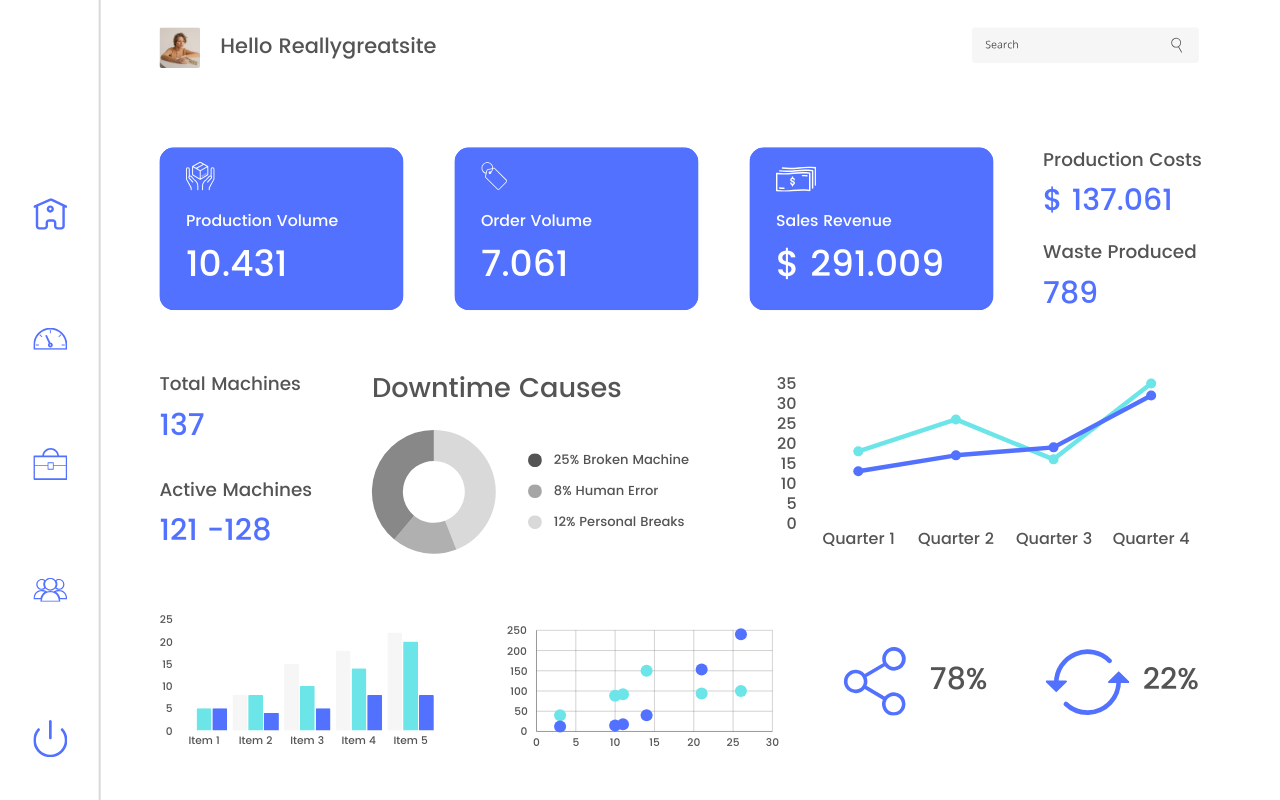 Hello Reallygreatsite
Search
Production Volume
10.431
Order Volume
7.061
Sales Revenue
$ 291.009
Production Costs
$ 137.061
Waste Produced
789
Total Machines
137
Active Machines
121 -128
Downtime Causes
25% Broken Machine
8% Human Error
12% Personal Breaks
35
30
25
20
15
10
5
0
Quarter 1 Quarter 2 Quarter 3 Quarter 4
25
20
15
10
5
0
Item 1 Item 2 Item 3 Item 4 Item 5
250
200
150
100
50
0
0 5 10 15 20 25 30
78%
22%